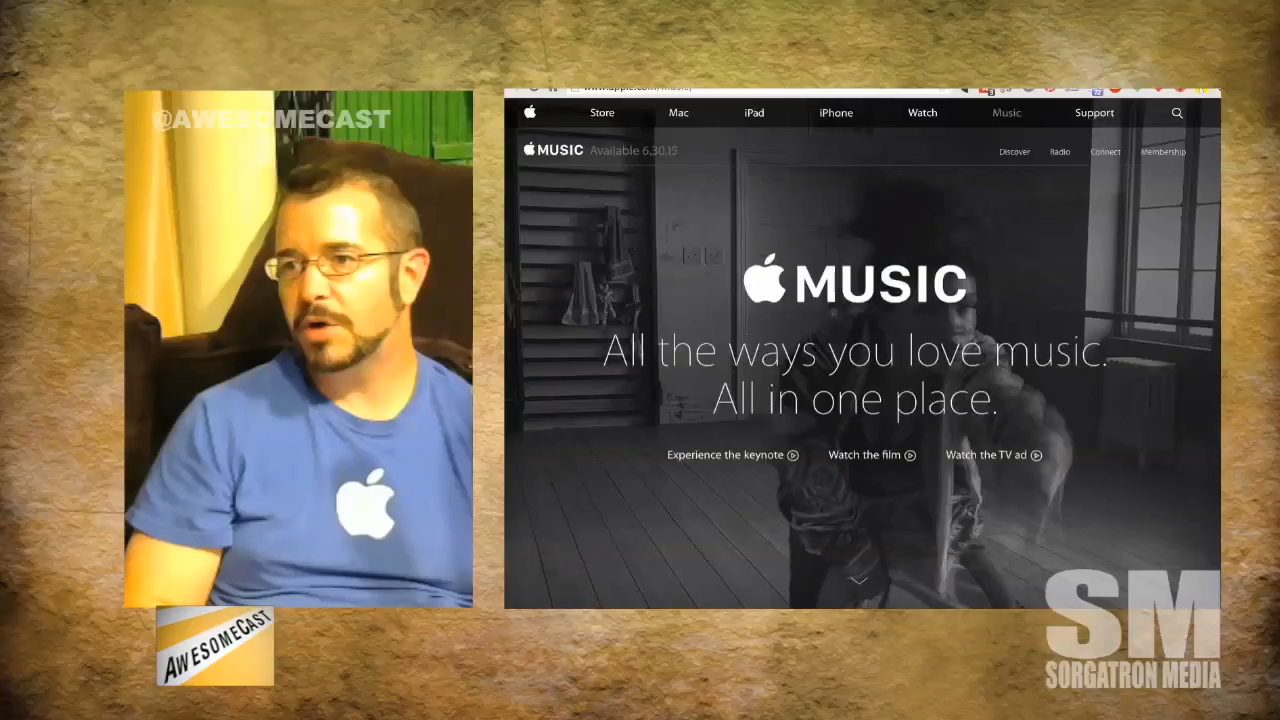 @AWESOMECAST
Store Mac iPad iPhone Watch Music Support
MUSIC Available 6.30.15
Discover Radio Connect Membership
MUSIC
All the ways you love music.
All in one place.
Experience the keynote
Watch the film
Watch the TV ad
AWESOMECAST
SM
SORGATRON MEDIA